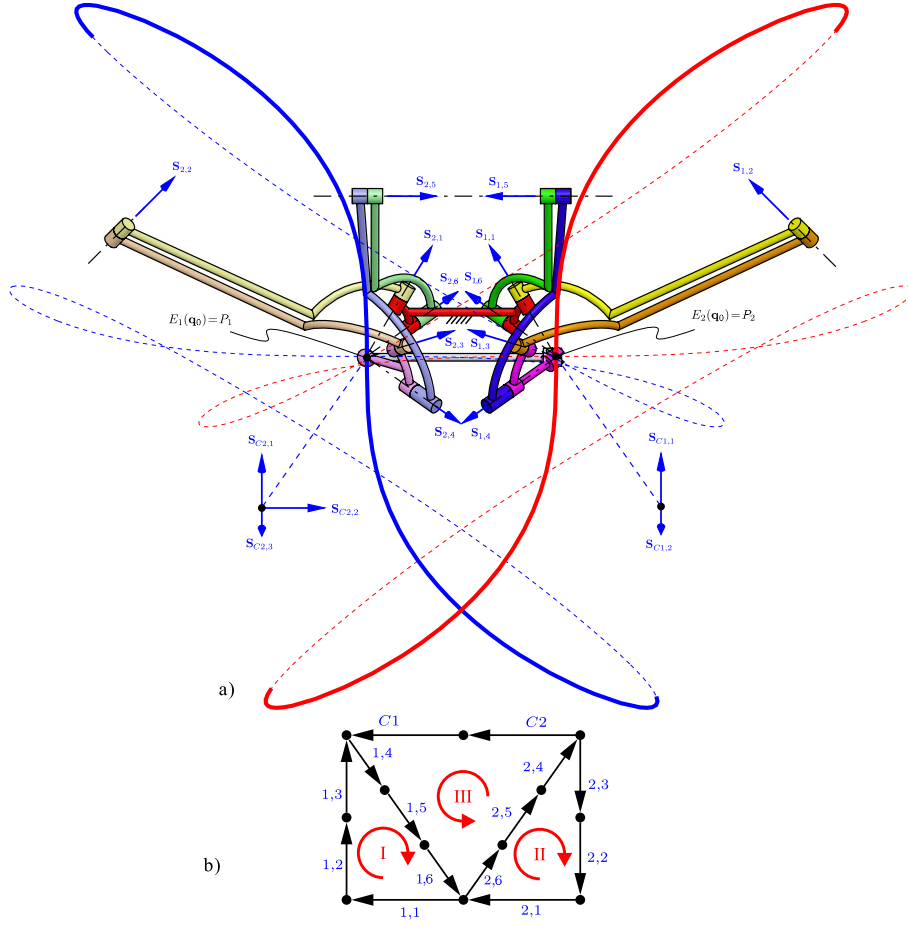 S2,2
S2,5
S1,5
S1,2
S2,1
S1,1
S2,6
S1,6
E1(q0)=P1
E2(q0)=P2
S2,3
S1,3
S2,4
S1,4
SC2,1
SC1,1
SC2,2
SC2,3
SC1,2
a)
C1
C2
1,4
2,4
1,3
2,3
1,5
III
2,5
I
II
b)
1,2
1,6
2,6
2,2
1,1
2,1